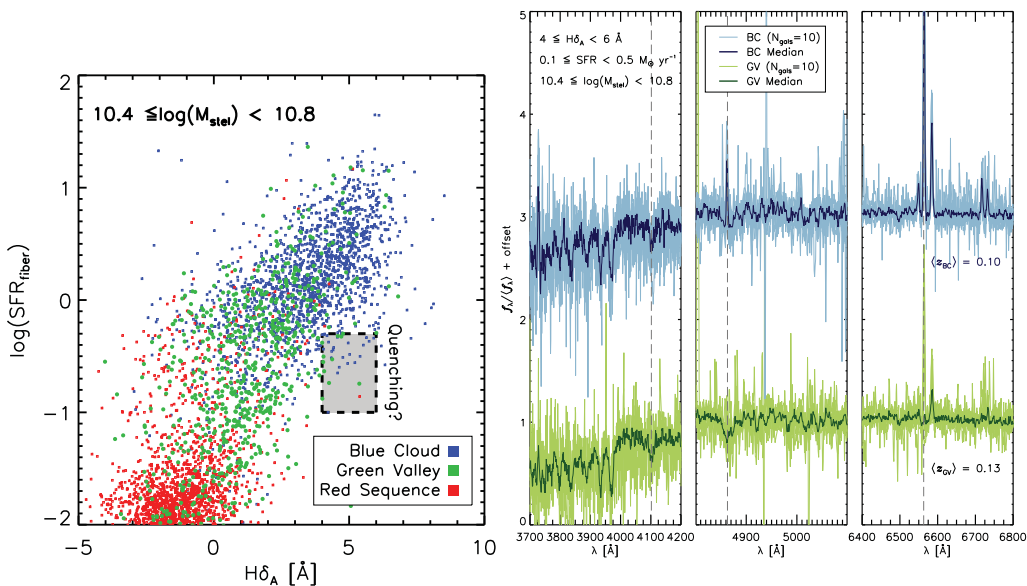 10.4 ≦log(M_stel) < 10.8
2
1
0
−1
−2
log(SFR_fiber)
Quenching?
Blue Cloud
Green Valley
Red Sequence
−5 0 5 10
Hδ_A [Å]
5
4
3
2
1
0
f_λ/⟨f_λ⟩ + offset
4 ≦ Hδ_A < 6 Å
0.1 ≦ SFR < 0.5 M_⊙ yr⁻¹
10.4 ≦ log(M_stel) < 10.8
BC (N_gals=10)
BC Median
GV (N_gals=10)
GV Median
⟨z_BC⟩ = 0.10
⟨z_GV⟩ = 0.13
3700 3800 3900 4000 4100 4200
λ [Å]
4900 5000
λ [Å]
6400 6500 6600 6700 6800
λ [Å]